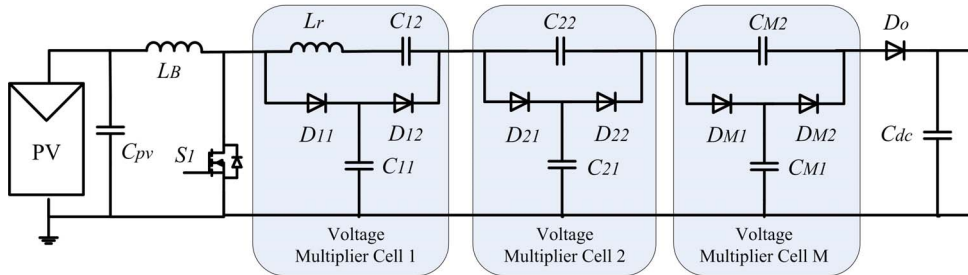 Lr
C12
C22
CM2
Do
LB
D11
D12
D21
D22
DM1
DM2
PV
Cpv
S1
C11
C21
CM1
Cdc
Voltage
Multiplier Cell 1
Voltage
Multiplier Cell 2
Voltage
Multiplier Cell M